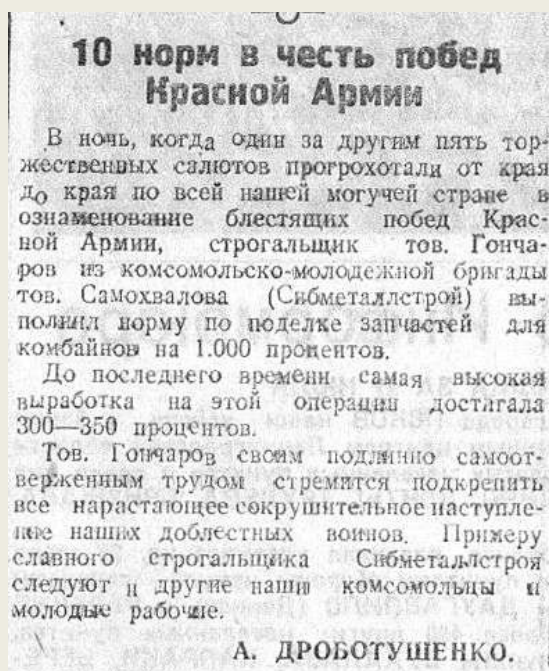 10 норм в честь побед
Красной Армии
В ночь, когда один за другим пять тор-
жественных салютов прогрохотали от края
до края по всей нашей могучей стране в
ознаменование блестящих побед Крас-
ной Армии, строгальщик тов. Гонча-
ров из комсомольско-молодежной бригады
тов. Самохвалова (Сибметаллстрой) вы-
полнил норму по поделке запчастей для
комбайнов на 1.000 процентов.
До последнего времени самая высокая
выработка на этой операции достигала
300—350 процентов.
Тов. Гончаров своим подлинно самоот-
верженным трудом стремится подкрепить
все нарастающее сокрушительное наступле-
ние наших доблестных воинов. Примеру
славного строгальщика Сибметаллстроя
следуют и другие наши комсомольцы и
молодые рабочие.
А. ДРОБОТУШЕНКО.